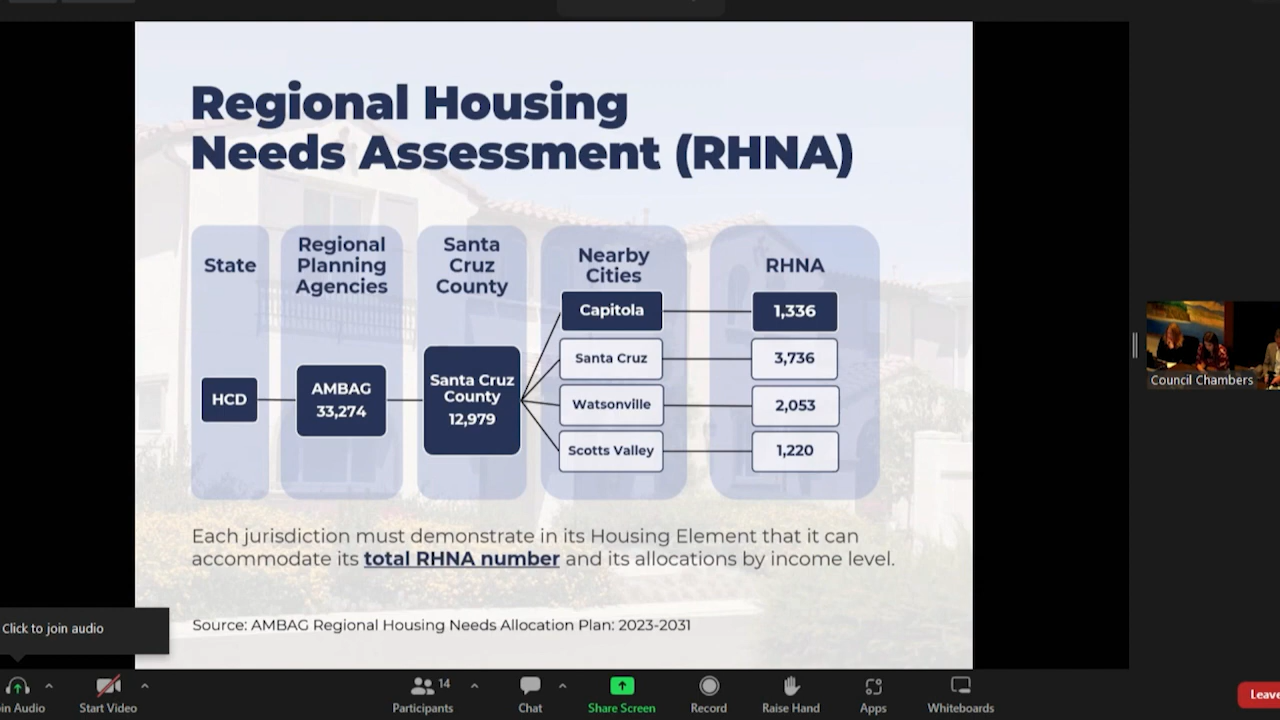 Regional Housing
Needs Assessment (RHNA)
State
Regional
Planning
Agencies
Santa
Cruz
County
Nearby
Cities
RHNA
HCD
AMBAG
33,274
Santa Cruz
County
12,979
Capitola
1,336
Santa Cruz
3,736
Watsonville
2,053
Scotts Valley
1,220
Each jurisdiction must demonstrate in its Housing Element that it can
accommodate its total RHNA number and its allocations by income level.
Source: AMBAG Regional Housing Needs Allocation Plan: 2023-2031
Council Chambers
Click to join audio
in Audio
Start Video
14
Participants
Chat
Share Screen
Record
Raise Hand
Apps
Whiteboards
Leave